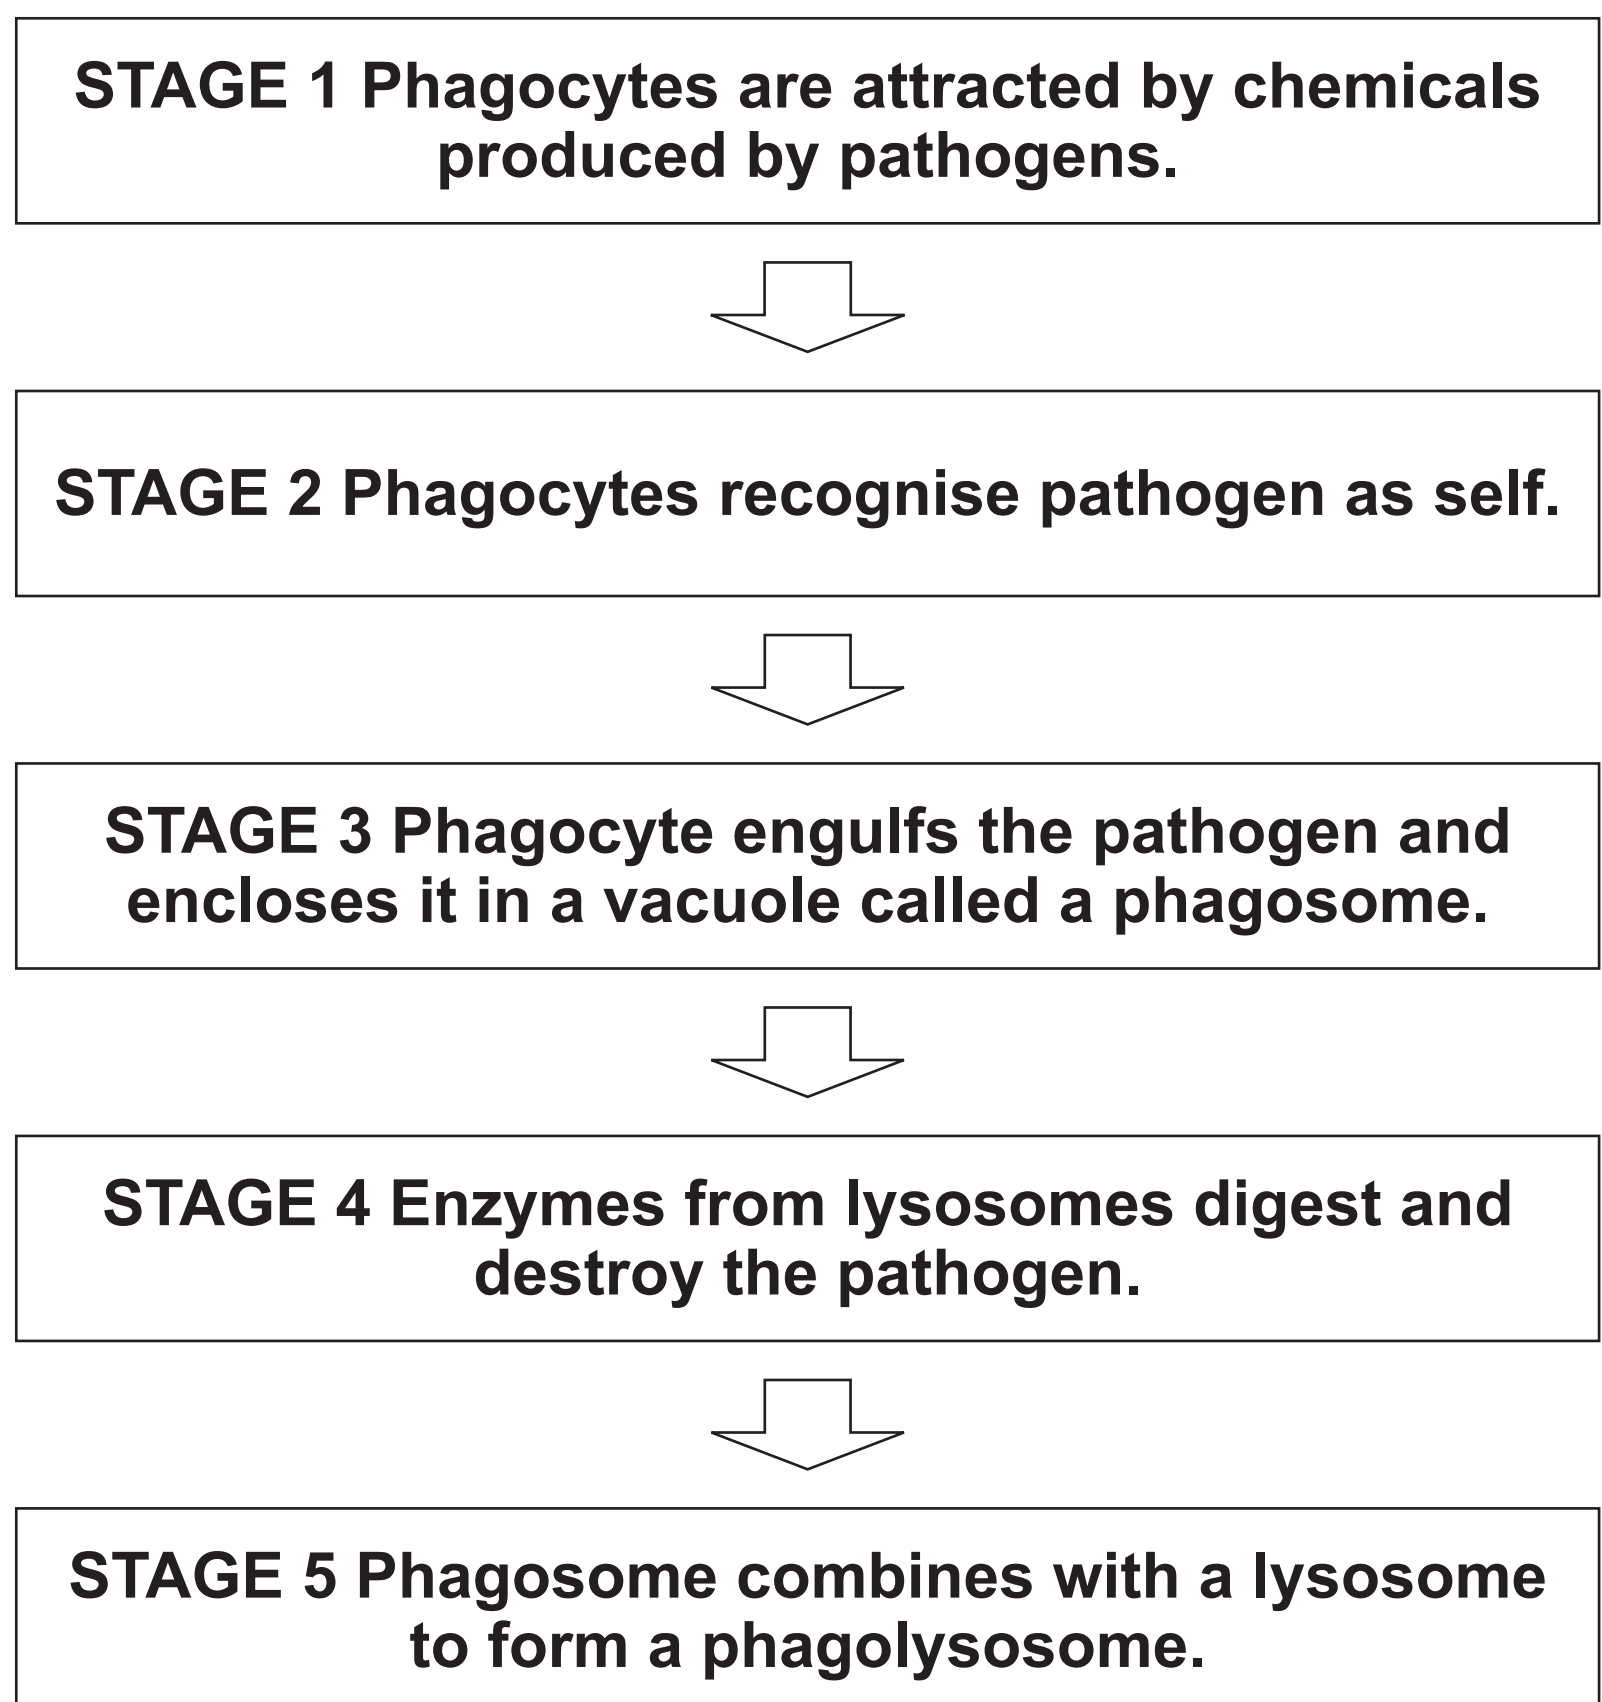 STAGE 1 Phagocytes are attracted by chemicals
produced by pathogens.
STAGE 2 Phagocytes recognise pathogen as self.
STAGE 3 Phagocyte engulfs the pathogen and
encloses it in a vacuole called a phagosome.
STAGE 4 Enzymes from lysosomes digest and
destroy the pathogen.
STAGE 5 Phagosome combines with a lysosome
to form a phagolysosome.